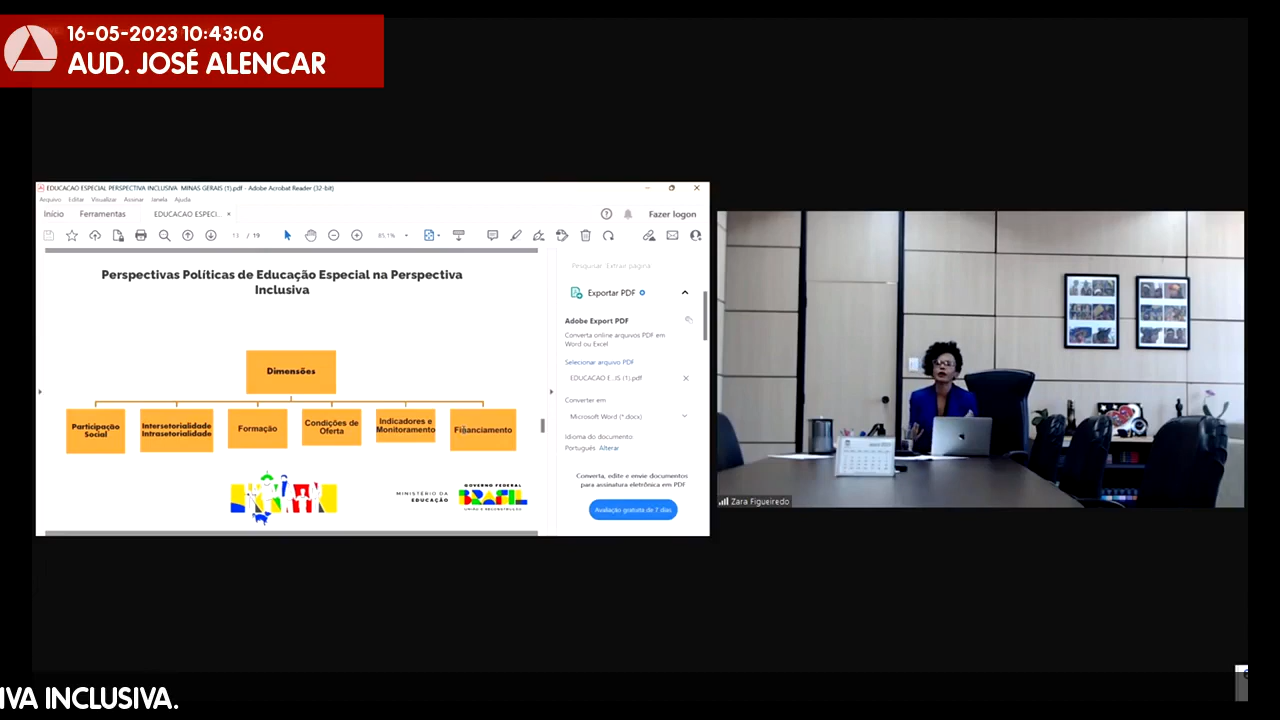 16-05-2023 10:43:06
AUD. JOSÉ ALENCAR
EDUCACAO ESPECIAL PERSPECTIVA INCLUSIVA MINAS GERAIS (1).pdf - Adobe Acrobat Reader (32-bit)
Arquivo Editar Visualizar Assinar Janela Ajuda
Início Ferramentas EDUCACAO ESPECI... × Fazer logon
13 / 19 85,1%
Perspectivas Políticas de Educação Especial na Perspectiva
Inclusiva
Dimensões
Participação
Social
Intersetorialidade
Intrasetorialidade
Formação
Condições de
Oferta
Indicadores e
Monitoramento
Financiamento
MINISTÉRIO DA
EDUCAÇÃO
GOVERNO FEDERAL
BRASIL
UNIÃO E RECONSTRUÇÃO
Pesquisar 'Extrair página'
Exportar PDF
Adobe Export PDF
Converta online arquivos PDF em
Word ou Excel
Selecionar arquivo PDF
EDUCACAO E...IS (1).pdf ×
Converter em
Microsoft Word (*.docx)
Idioma do documento:
Português Alterar
Converta, edite e envie documentos
para assinatura eletrônica em PDF
Avaliação gratuita de 7 dias
Zara Figueiredo
IVA INCLUSIVA.